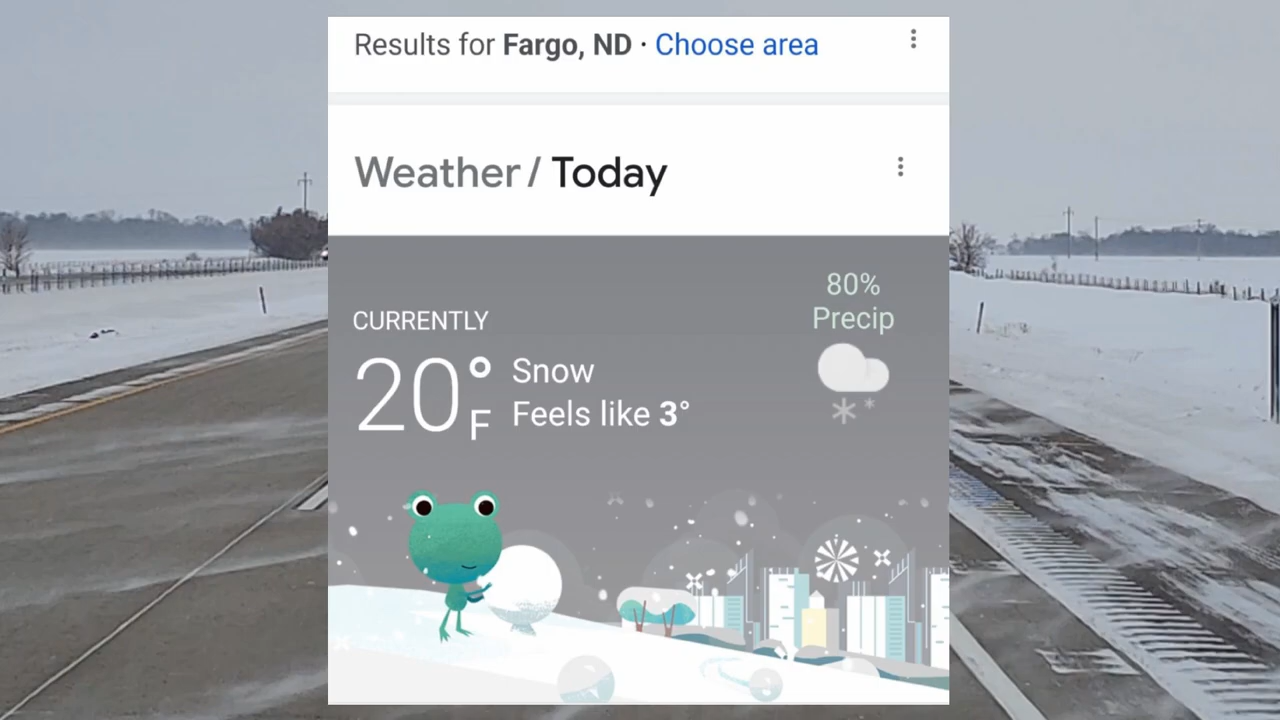 Results for Fargo, ND · Choose area
Weather / Today
80%
Precip
CURRENTLY
20°F
Snow
Feels like 3°